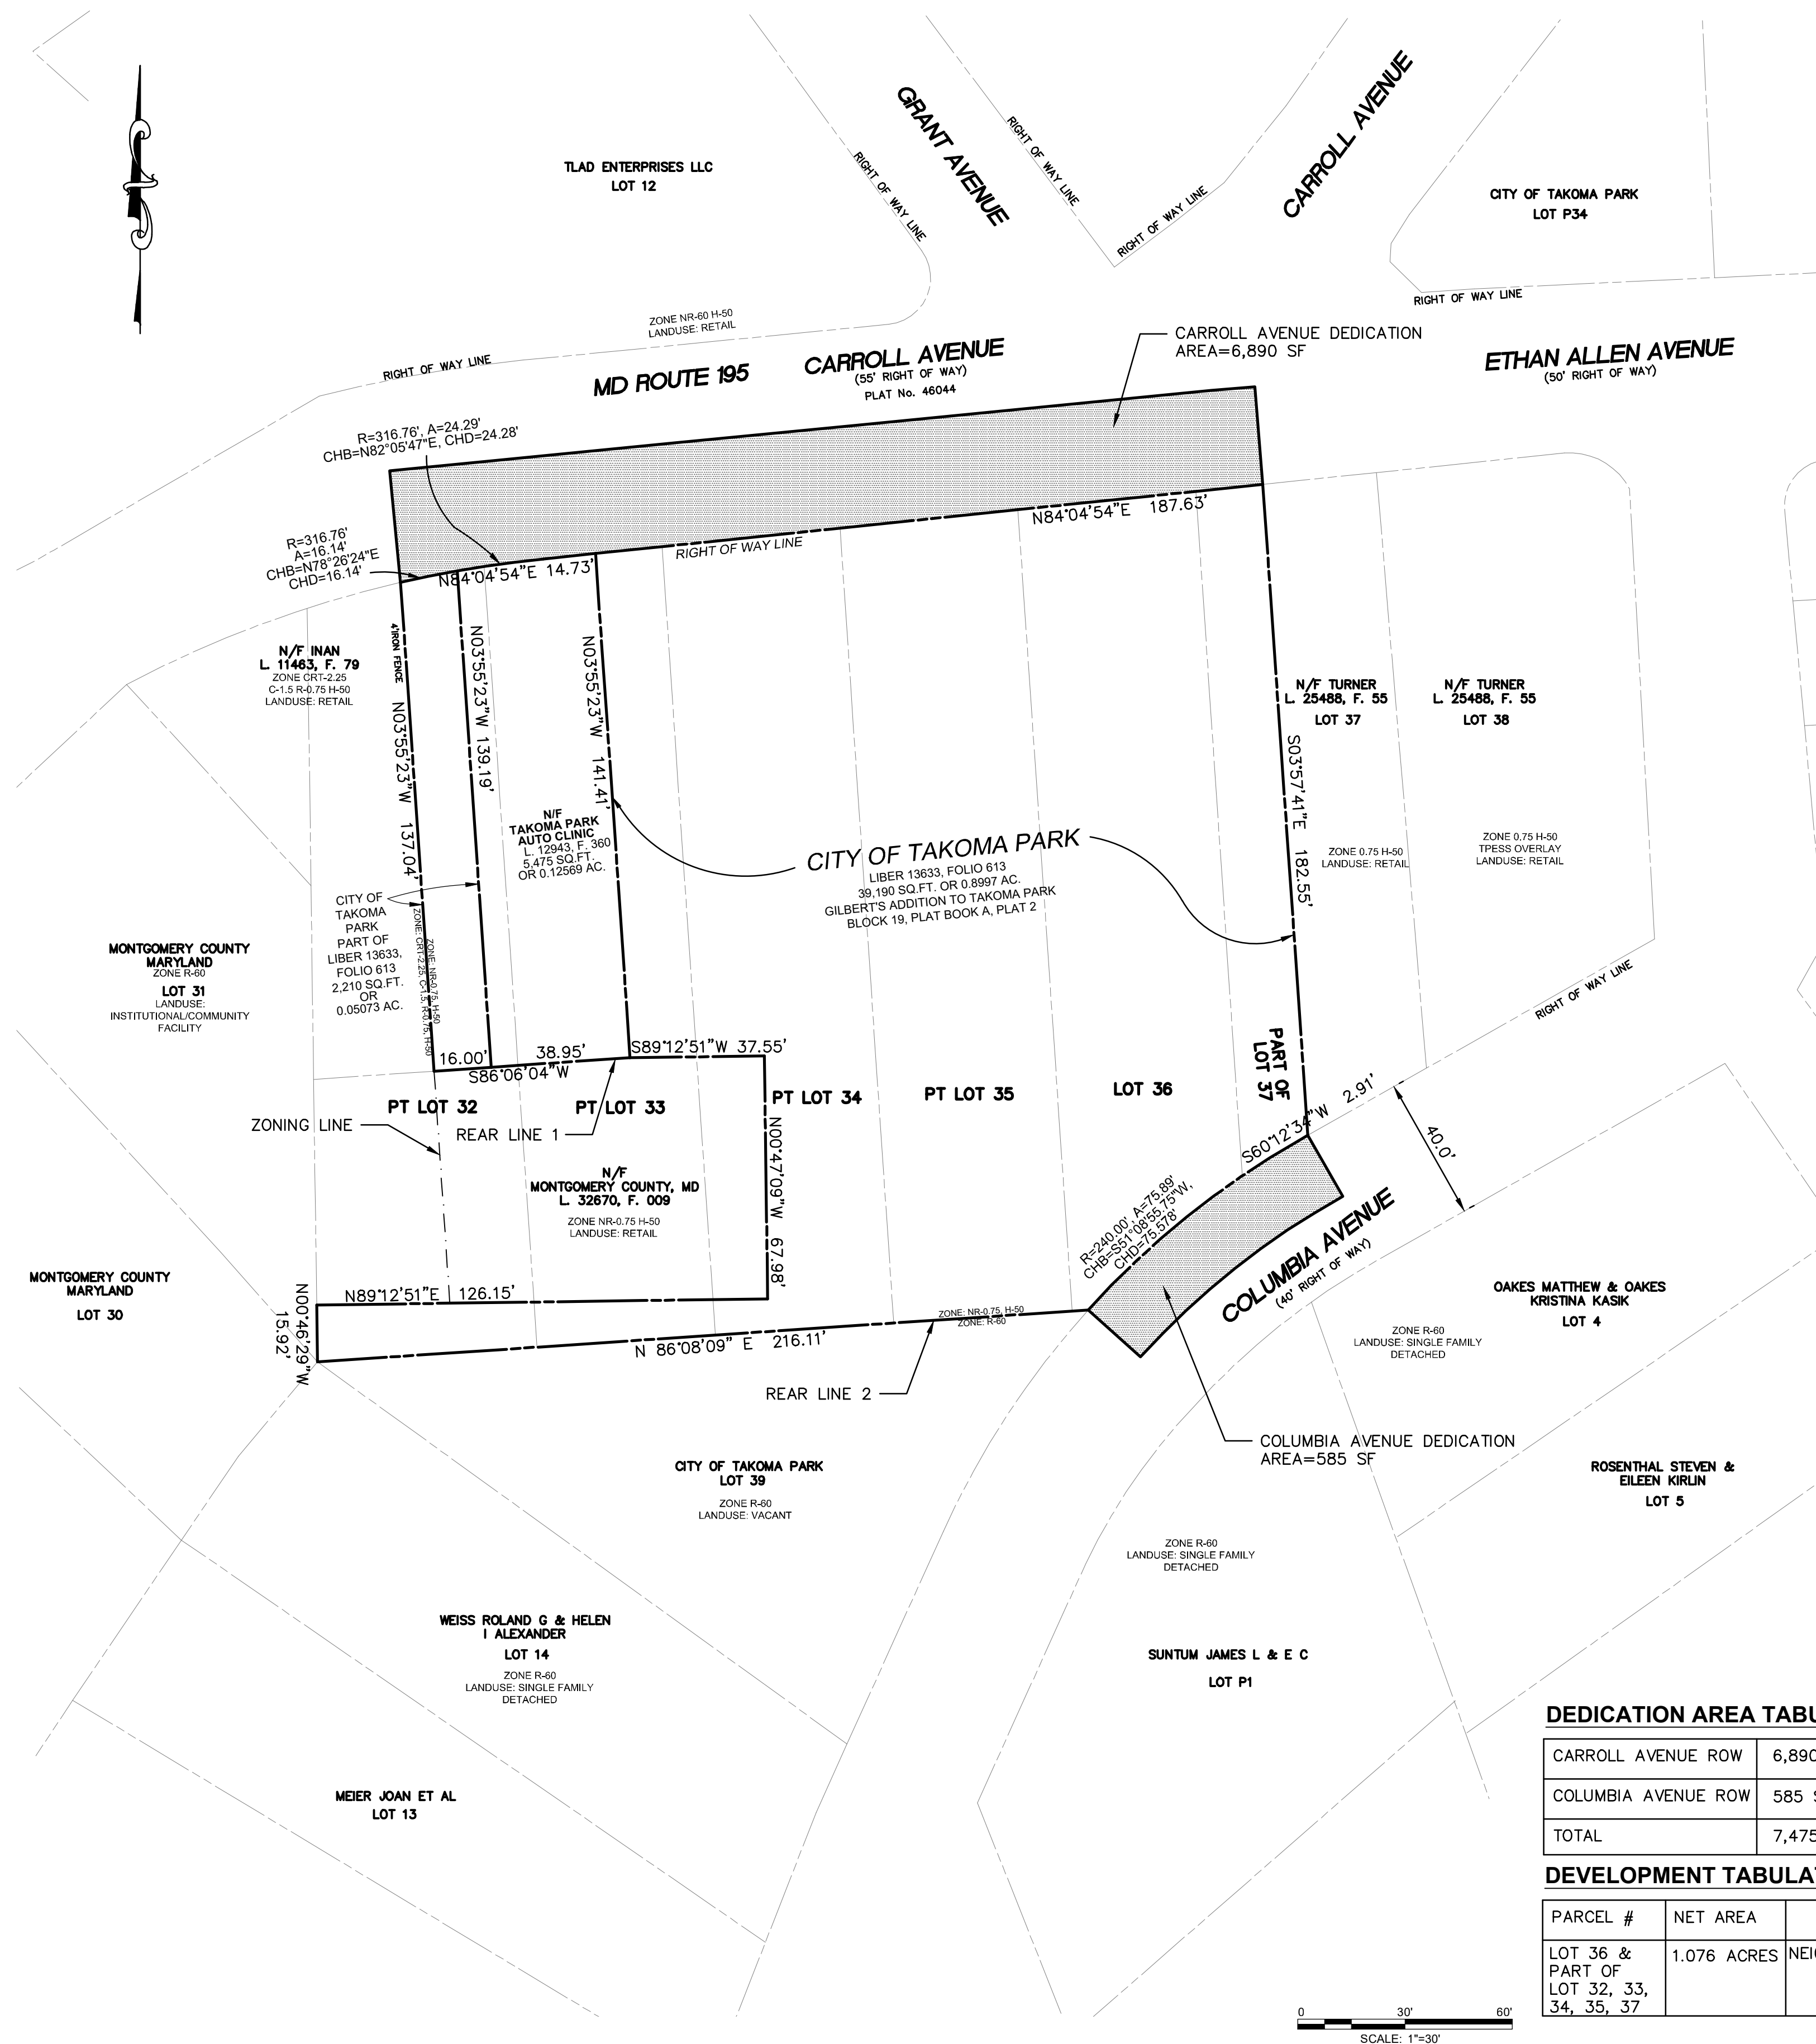 GRANT AVENUE
CARROLL AVENUE
RIGHT OF WAY LINE
RIGHT OF WAY LINE
RIGHT OF WAY LINE
TLAD ENTERPRISES LLC
LOT 12
CITY OF TAKOMA PARK
LOT P34
RIGHT OF WAY LINE
ZONE NR-60 H-50
LANDUSE: RETAIL
CARROLL AVENUE DEDICATION
AREA=6,890 SF
RIGHT OF WAY LINE
MD ROUTE 195
CARROLL AVENUE
(55' RIGHT OF WAY)
PLAT No. 46044
ETHAN ALLEN AVENUE
(50' RIGHT OF WAY)
R=316.76', A=24.29'
CHB=N82°05'47"E, CHD=24.28'
R=316.76'
A=16.14'
CHB=N78°26'24"E
CHD=16.14'
N84°04'54"E 14.73'
RIGHT OF WAY LINE
N84°04'54"E 187.63'
N/F INAN
L. 11463, F. 79
ZONE CRT-2.25
C-1.5 R-0.75 H-50
LANDUSE: RETAIL
4'IRON FENCE
N03°55'23"W 137.04'
N03°55'23"W 139.19'
N03°55'23"W 141.41'
N/F
TAKOMA PARK
AUTO CLINIC
L. 12943, F. 360
5,475 SQ.FT.
OR 0.12569 AC.
CITY OF TAKOMA PARK
LIBER 13633, FOLIO 613
39,190 SQ.FT. OR 0.8997 AC.
GILBERT'S ADDITION TO TAKOMA PARK
BLOCK 19, PLAT BOOK A, PLAT 2
S03°57'41"E 182.55'
N/F TURNER
L. 25488, F. 55
LOT 37
N/F TURNER
L. 25488, F. 55
LOT 38
ZONE 0.75 H-50
LANDUSE: RETAIL
ZONE 0.75 H-50
TPESS OVERLAY
LANDUSE: RETAIL
CITY OF
TAKOMA
PARK
PART OF
LIBER 13633,
FOLIO 613
2,210 SQ.FT.
OR
0.05073 AC.
ZONE: NR-0.75, H-50
ZONE: CRT-2.25, C-1.5, R-0.75, H-50
MONTGOMERY COUNTY
MARYLAND
ZONE R-60
LOT 31
LANDUSE:
INSTITUTIONAL/COMMUNITY
FACILITY
RIGHT OF WAY LINE
16.00'
38.95'
S86°06'04"W
S89°12'51"W 37.55'
PT LOT 32
PT LOT 33
PT LOT 34
PT LOT 35
LOT 36
PART OF
LOT 37
ZONING LINE
REAR LINE 1
N00°47'09"W 67.98'
N/F
MONTGOMERY COUNTY, MD
L. 32670, F. 009
ZONE NR-0.75 H-50
LANDUSE: RETAIL
S60°12'34"W 2.91'
40.0'
R=240.00', A=75.89'
CHB=S51°08'55.75"W,
CHD=75.578'
COLUMBIA AVENUE
(40' RIGHT OF WAY)
MONTGOMERY COUNTY
MARYLAND
LOT 30
N00°46'29"W
15.92'
N89°12'51"E 126.15'
N 86°08'09" E 216.11'
ZONE: NR-0.75, H-50
ZONE: R-60
REAR LINE 2
OAKES MATTHEW & OAKES
KRISTINA KASIK
LOT 4
ZONE R-60
LANDUSE: SINGLE FAMILY
DETACHED
COLUMBIA AVENUE DEDICATION
AREA=585 SF
CITY OF TAKOMA PARK
LOT 39
ZONE R-60
LANDUSE: VACANT
ROSENTHAL STEVEN &
EILEEN KIRLIN
LOT 5
ZONE R-60
LANDUSE: SINGLE FAMILY
DETACHED
WEISS ROLAND G & HELEN
I ALEXANDER
LOT 14
ZONE R-60
LANDUSE: SINGLE FAMILY
DETACHED
SUNTUM JAMES L & E C
LOT P1
MEIER JOAN ET AL
LOT 13
DEDICATION AREA TABU
CARROLL AVENUE ROW 6,890
COLUMBIA AVENUE ROW 585
TOTAL 7,475
DEVELOPMENT TABULA
PARCEL # NET AREA
LOT 36 &
PART OF
LOT 32, 33,
34, 35, 37
1.076 ACRES
0 30' 60'
SCALE: 1"=30'